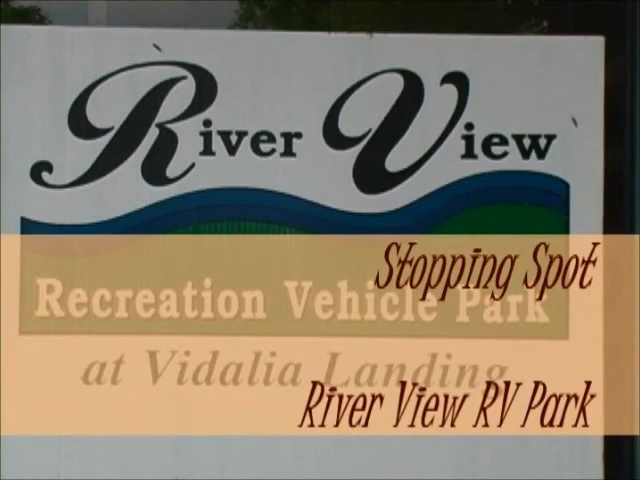 River View
Stopping Spot
Recreation Vehicle Park
at Vidalia Landing
River View RV Park